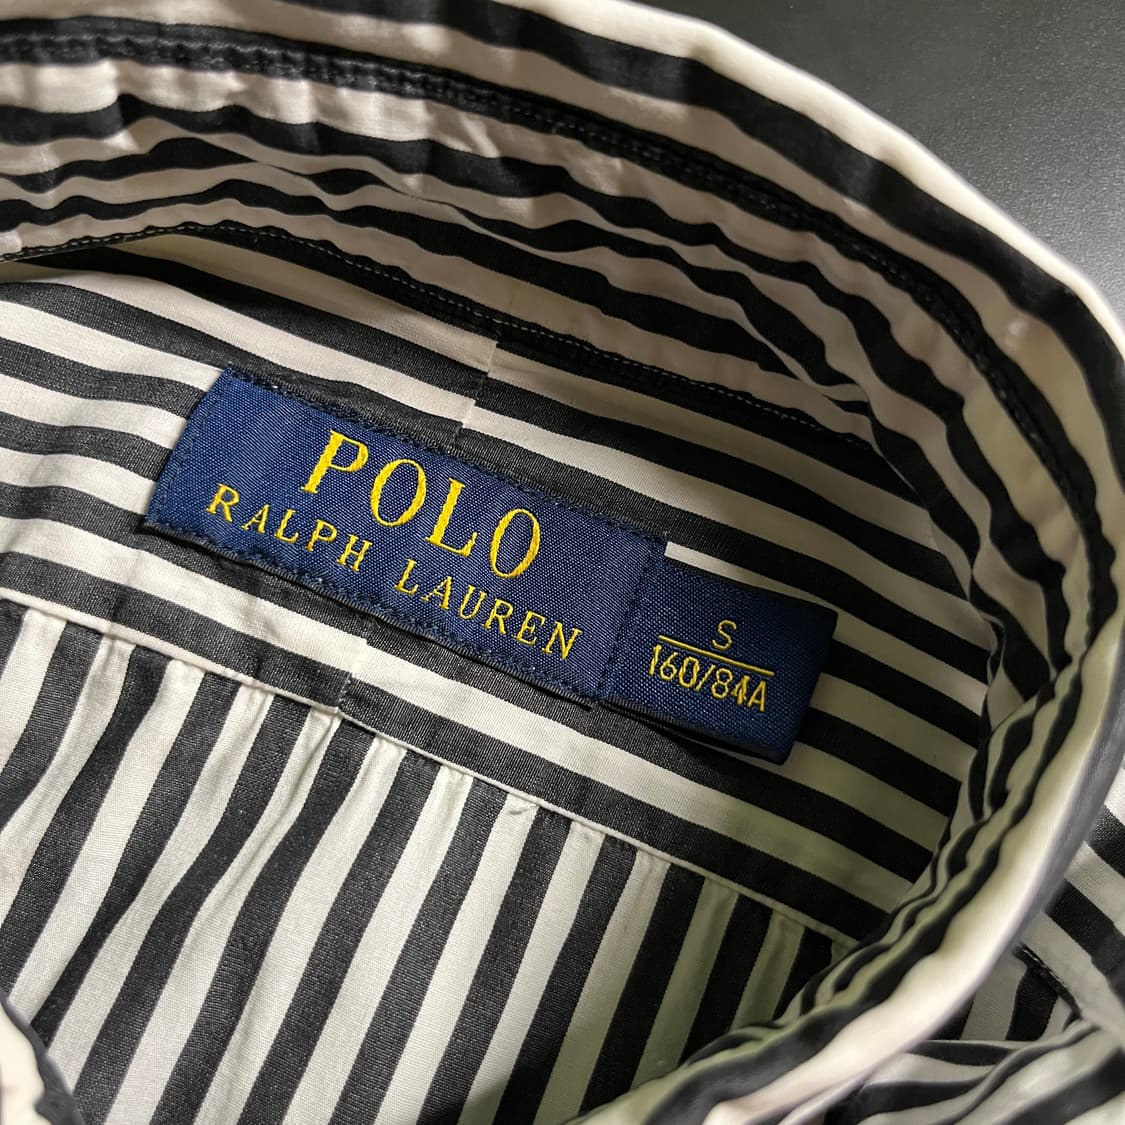 POLO
RALPH LAUREN
S
160/84A